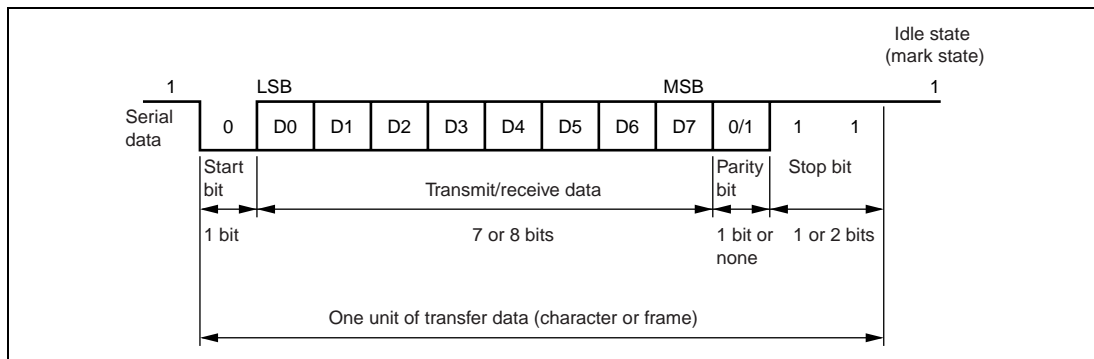 Idle state
(mark state)
1 LSB MSB 1
Serial
data
0 D0 D1 D2 D3 D4 D5 D6 D7 0/1 1 1
Start
bit
Transmit/receive data
Parity
bit
Stop bit
1 bit
7 or 8 bits
1 bit or
none
1 or 2 bits
One unit of transfer data (character or frame)